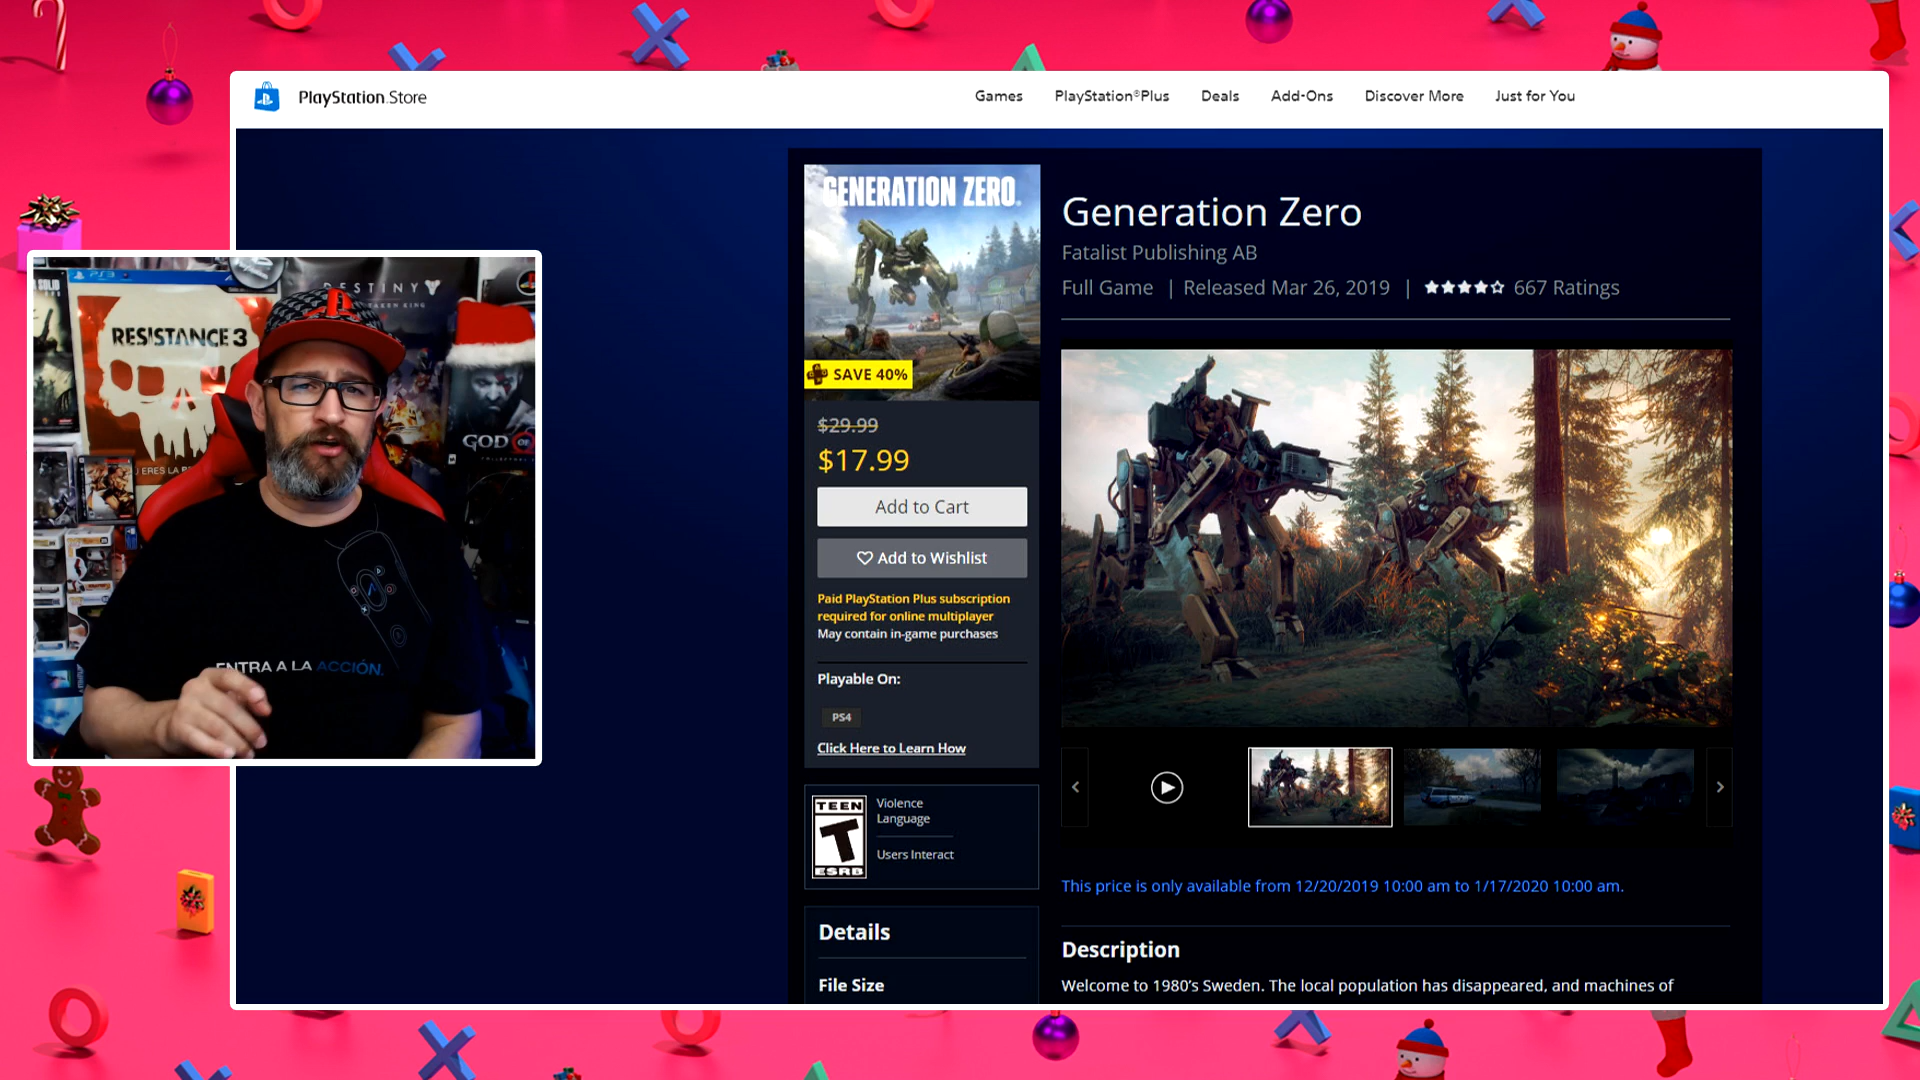 PlayStation.Store
Games
PlayStation®Plus
Deals
Add-Ons
Discover More
Just for You
GENERATION ZERO
SAVE 40%
$29.99
$17.99
Add to Cart
Add to Wishlist
Paid PlayStation Plus subscription
required for online multiplayer
May contain in-game purchases
Playable On:
PS4
Click Here to Learn How
TEEN
T
ESRB
Violence
Language
Users Interact
Details
File Size
Generation Zero
Fatalist Publishing AB
Full Game | Released Mar 26, 2019 | 667 Ratings
This price is only available from 12/20/2019 10:00 am to 1/17/2020 10:00 am.
Description
Welcome to 1980’s Sweden. The local population has disappeared, and machines of
PS3
RESISTANCE 3
DESTINY
TAKEN KING
GOD OF
ERES LA
ENTRA A LA ACCIÓN.